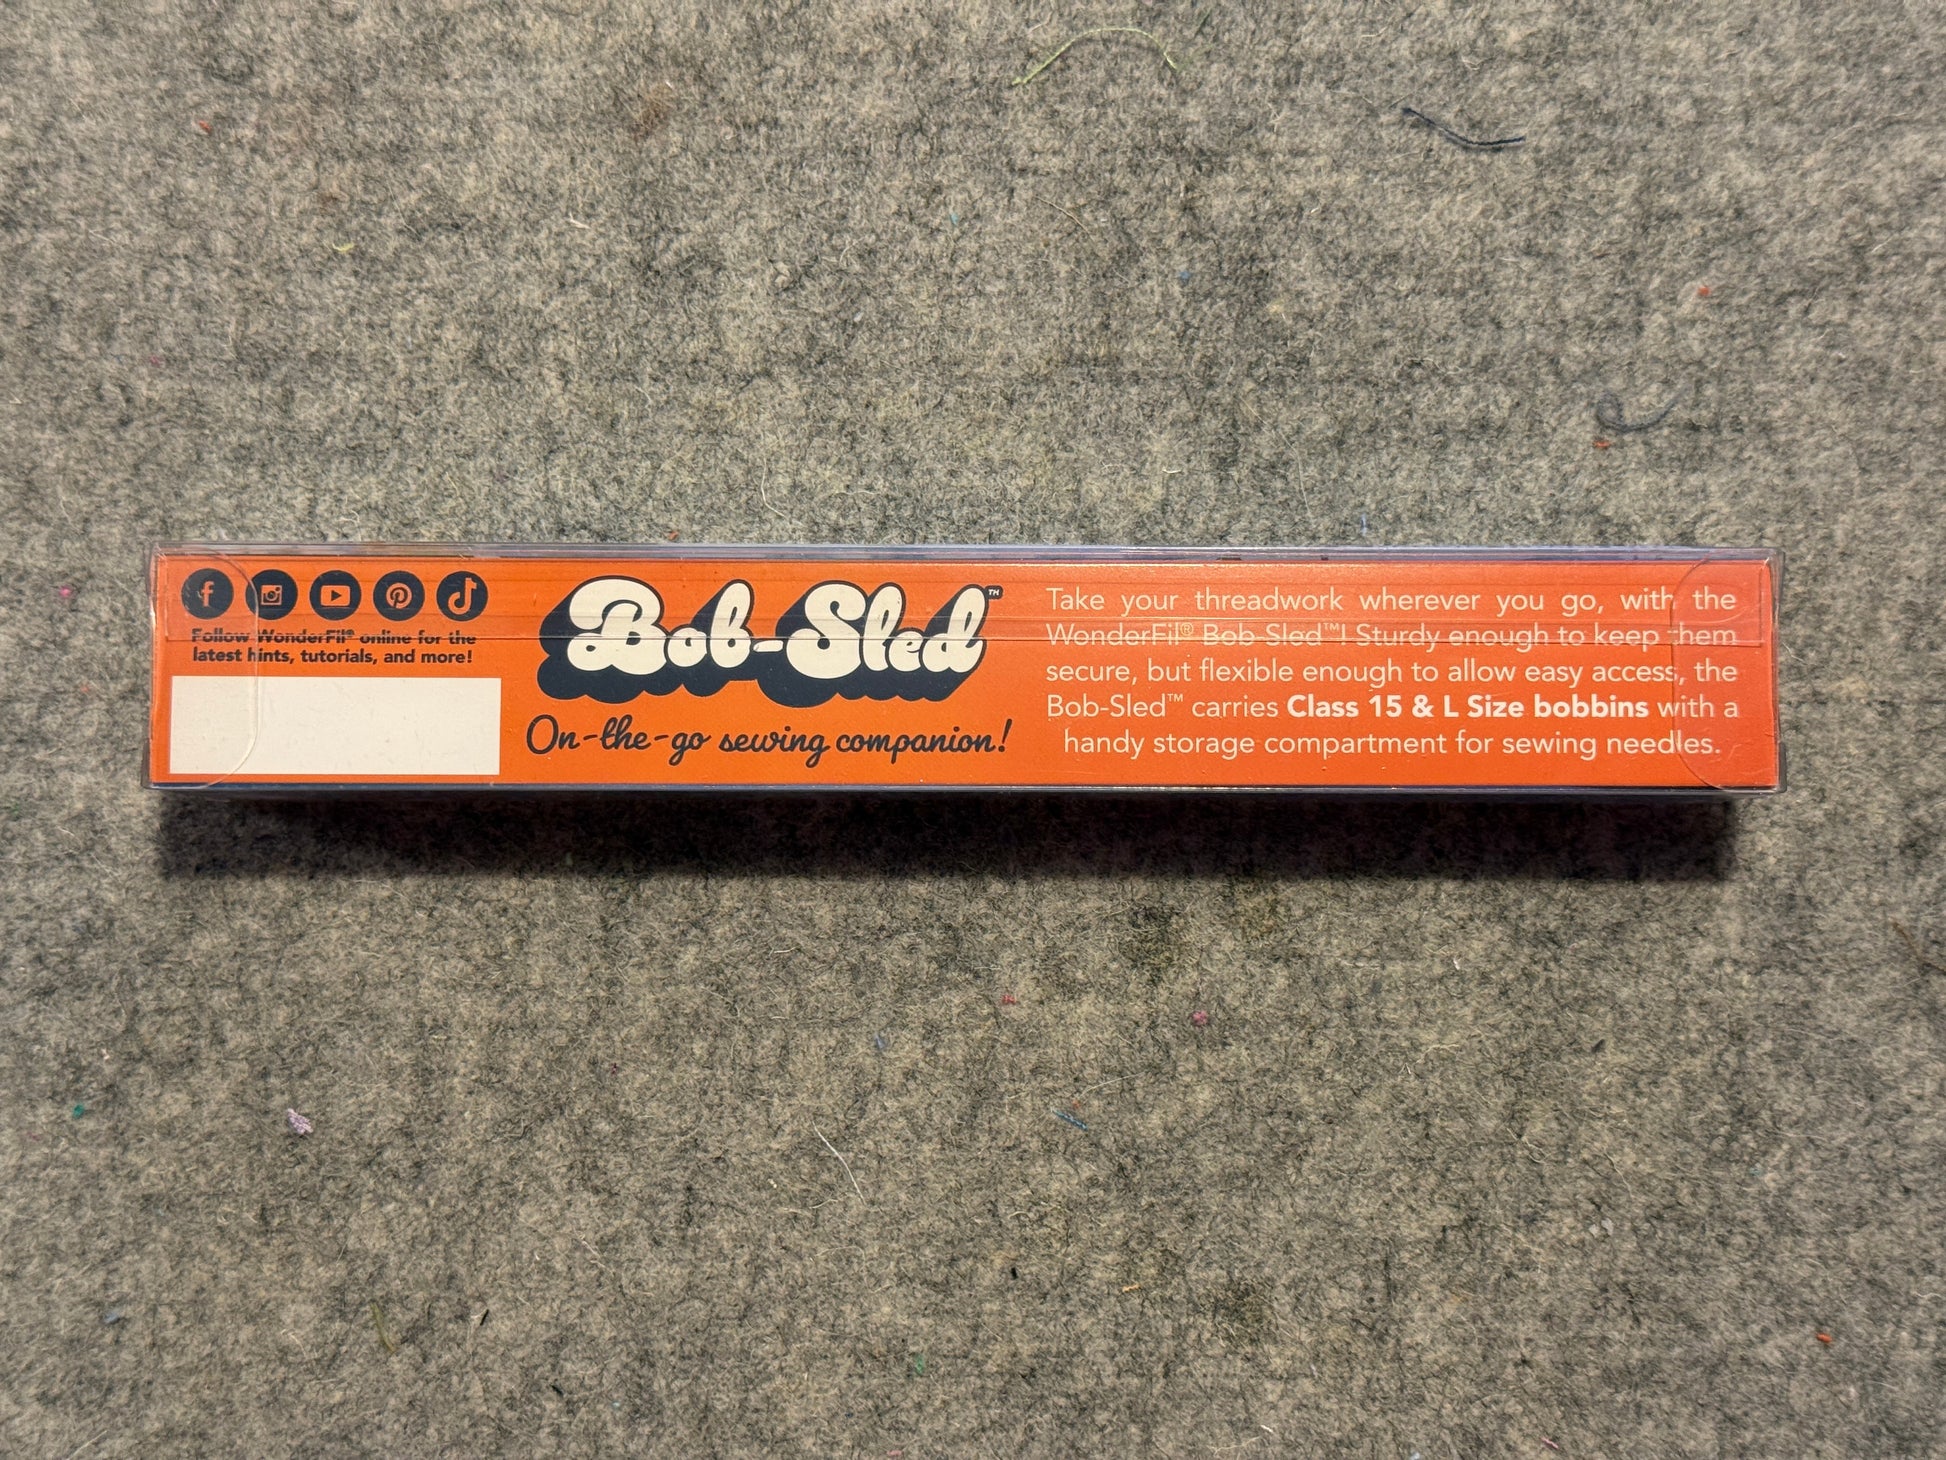 Follow WonderFil® online for the
latest hints, tutorials, and more!
Bob-Sled™
On-the-go sewing companion!
Take your threadwork wherever you go, with the
WonderFil® Bob-Sled™! Sturdy enough to keep them
secure, but flexible enough to allow easy access, the
Bob-Sled™ carries Class 15 & L Size bobbins with a
handy storage compartment for sewing needles.